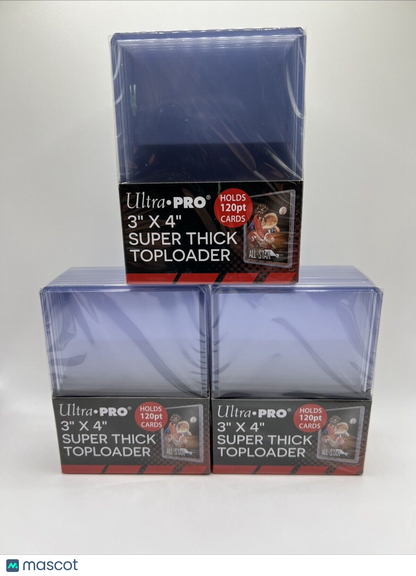 Ultra•PRO®
3" X 4"
SUPER THICK
TOPLOADER
HOLDS
120pt
CARDS
ALL-STAR
Ultra•PRO®
3" X 4"
SUPER THICK
TOPLOADER
HOLDS
120pt
CARDS
Ultra•PRO®
3" X 4"
SUPER THICK
TOPLOADER
HOLDS
120pt
CARDS
mascot